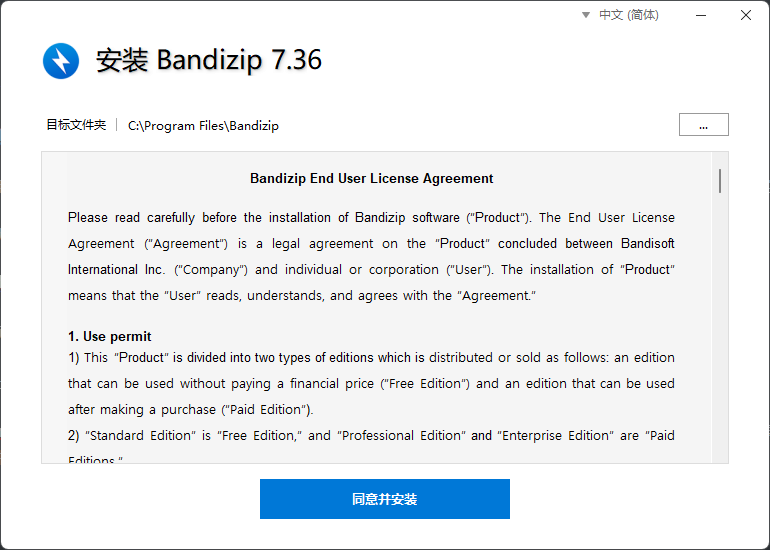 中文 (简体)
安装 Bandizip 7.36
目标文件夹 C:\Program Files\Bandizip ...
Bandizip End User License Agreement
Please read carefully before the installation of Bandizip software (“Product”). The End User License
Agreement (“Agreement”) is a legal agreement on the “Product” concluded between Bandisoft
International Inc. (“Company”) and individual or corporation (“User”). The installation of “Product”
means that the “User” reads, understands, and agrees with the “Agreement.”
1. Use permit
1) This “Product” is divided into two types of editions which is distributed or sold as follows: an edition
that can be used without paying a financial price (“Free Edition”) and an edition that can be used
after making a purchase (“Paid Edition”).
2) “Standard Edition” is “Free Edition,” and “Professional Edition” and “Enterprise Edition” are “Paid
Editions.”
同意并安装